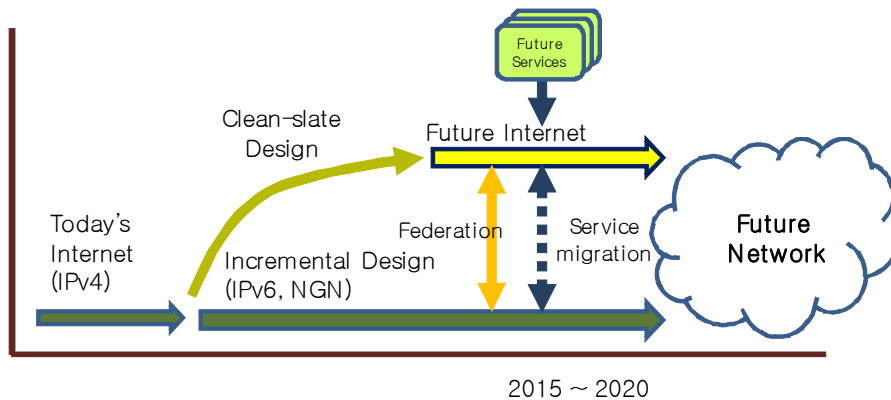 Future
Services
Clean-slate
Design
Future Internet
Today's
Internet
(IPv4)
Federation
Service
migration
Incremental Design
(IPv6, NGN)
Future
Network
2015 ~ 2020